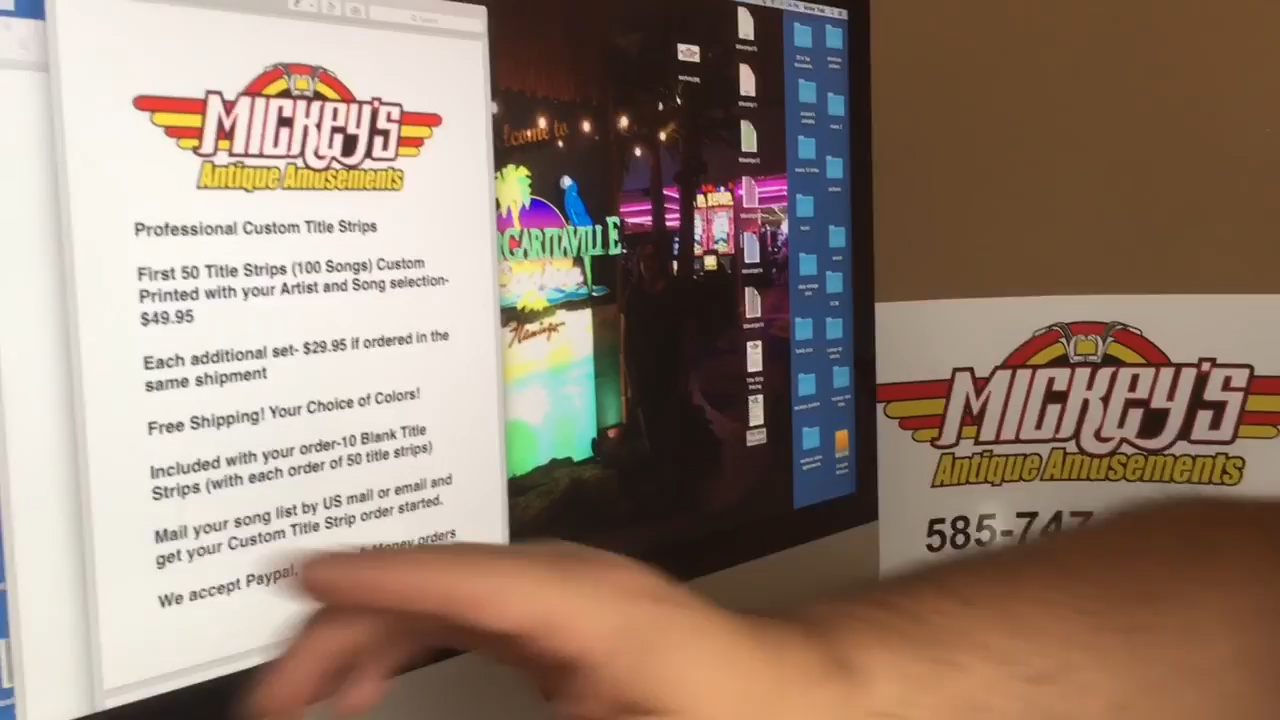 MICKEY'S
Antique Amusements
Professional Custom Title Strips
First 50 Title Strips (100 Songs) Custom
Printed with your Artist and Song selection-
$49.95
Each additional set- $29.95 if ordered in the
same shipment
Free Shipping! Your Choice of Colors!
Included with your order-10 Blank Title
Strips (with each order of 50 title strips)
Mail your song list by US mail or email and
get your Custom Title Strip order started.
We accept Paypal, Money orders
Search
lcome to
RGARITAVILLE
Flamingo
MICKEY'S
Antique Amusements
585-747